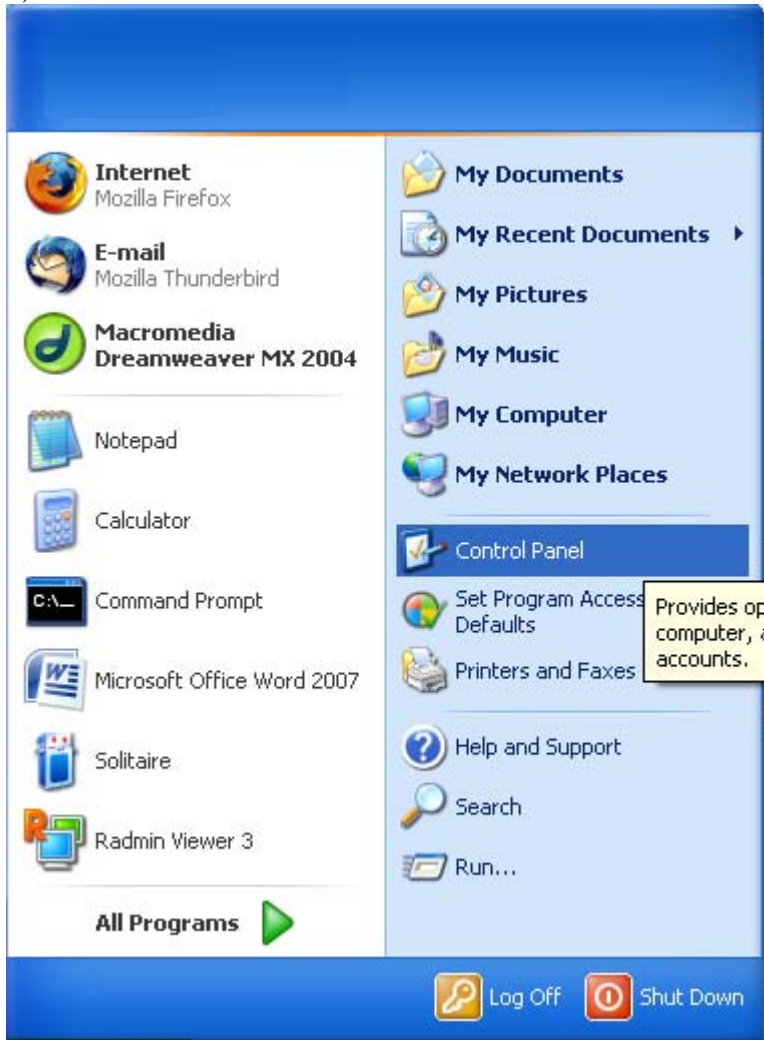 Internet
Mozilla Firefox
E-mail
Mozilla Thunderbird
Macromedia
Dreamweaver MX 2004
Notepad
Calculator
C:\_
Command Prompt
Microsoft Office Word 2007
Solitaire
Radmin Viewer 3
All Programs
My Documents
My Recent Documents
My Pictures
My Music
My Computer
My Network Places
Control Panel
Set Program Access
Defaults
Printers and Faxes
Provides op
computer, a
accounts.
Help and Support
Search
Run...
Log Off
Shut Down